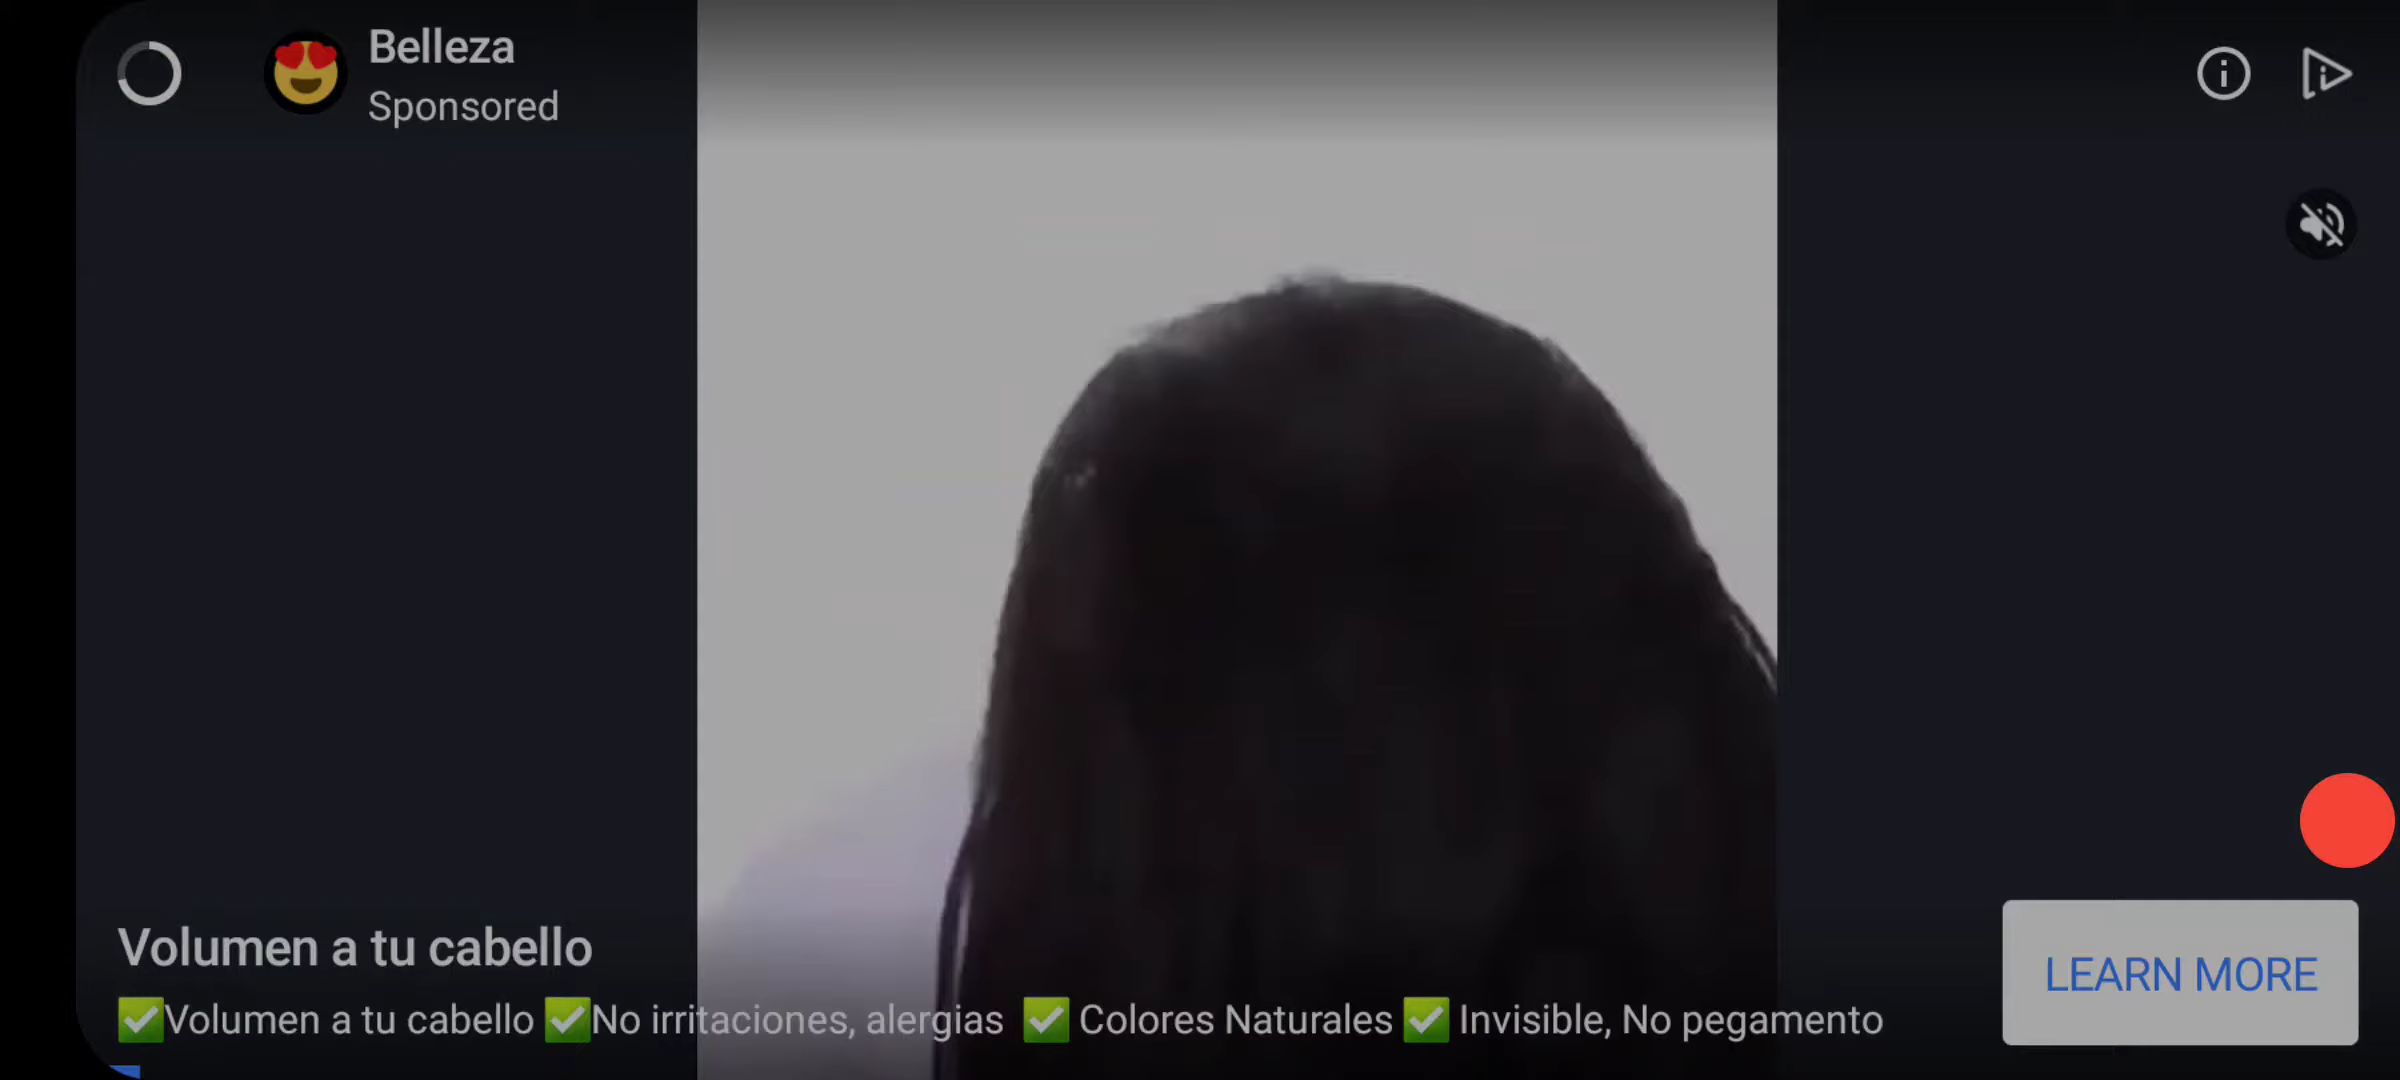 Belleza
Sponsored
Volumen a tu cabello
✅Volumen a tu cabello ✅No irritaciones, alergias ✅ Colores Naturales ✅ Invisible, No pegamento
LEARN MORE